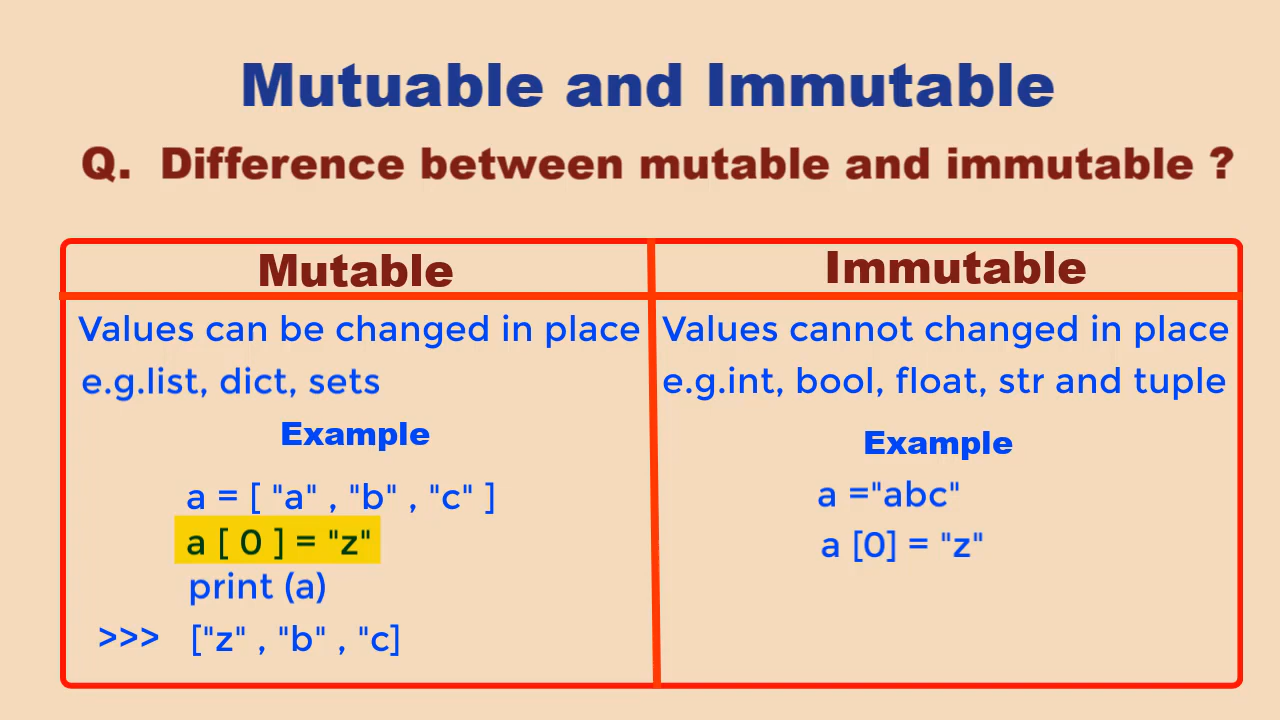 Mutuable and Immutable
Q. Difference between mutable and immutable ?
Mutable
Values can be changed in place
e.g.list, dict, sets
Example
a = [ "a" , "b" , "c" ]
a [ 0 ] = "z"
print (a)
>>> ["z" , "b" , "c]
Immutable
Values cannot changed in place
e.g.int, bool, float, str and tuple
Example
a ="abc"
a [0] = "z"